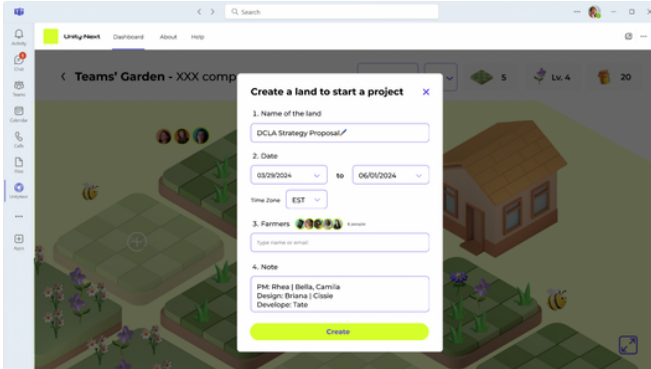 Search
Activity
Chat
Teams
Calendar
Calls
Files
UnityNext
Apps
Unity-Next Dashboard About Help
Teams' Garden - XXX comp
5
Lv. 4
20
Create a land to start a project
1. Name of the land
DCLA Strategy Proposal
2. Date
03/29/2024 to 06/01/2024
Time Zone EST
3. Farmers
people
Type name or email
4. Note
PM: Rhea | Bella, Camila
Design: Briana | Cissie
Develope: Tate
Create